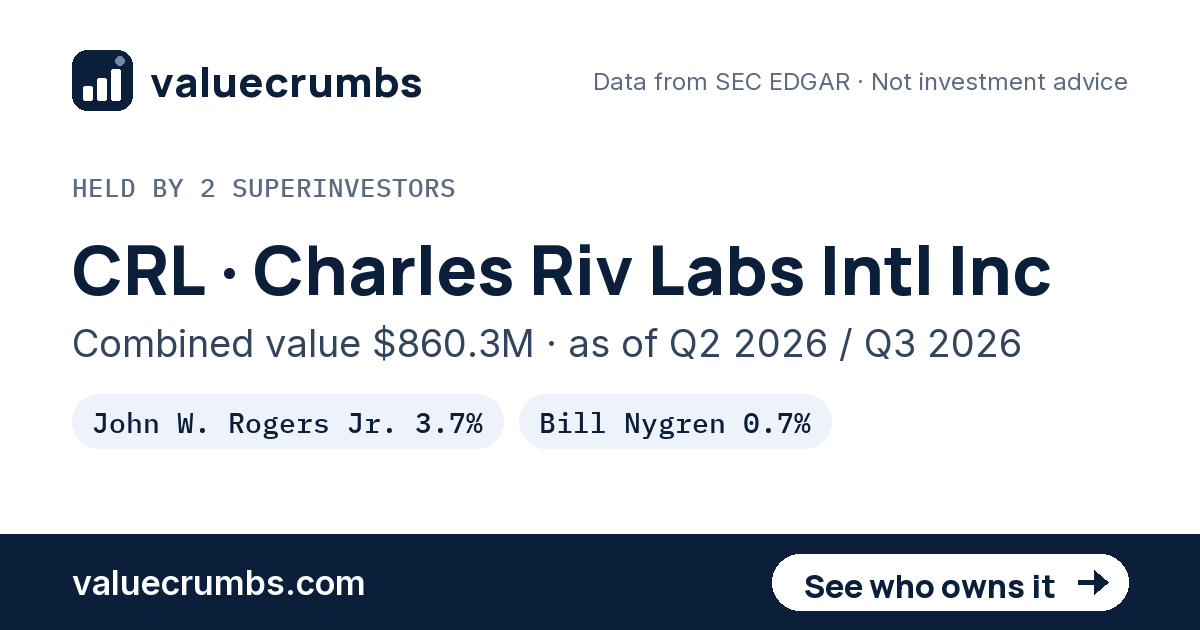 valuecrumbs
Data from SEC EDGAR · Not investment advice
HELD BY 2 SUPERINVESTORS
CRL · Charles Riv Labs Intl Inc
Combined value $860.3M · as of Q2 2026 / Q3 2026
John W. Rogers Jr. 3.7%
Bill Nygren 0.7%
valuecrumbs.com
See who owns it →